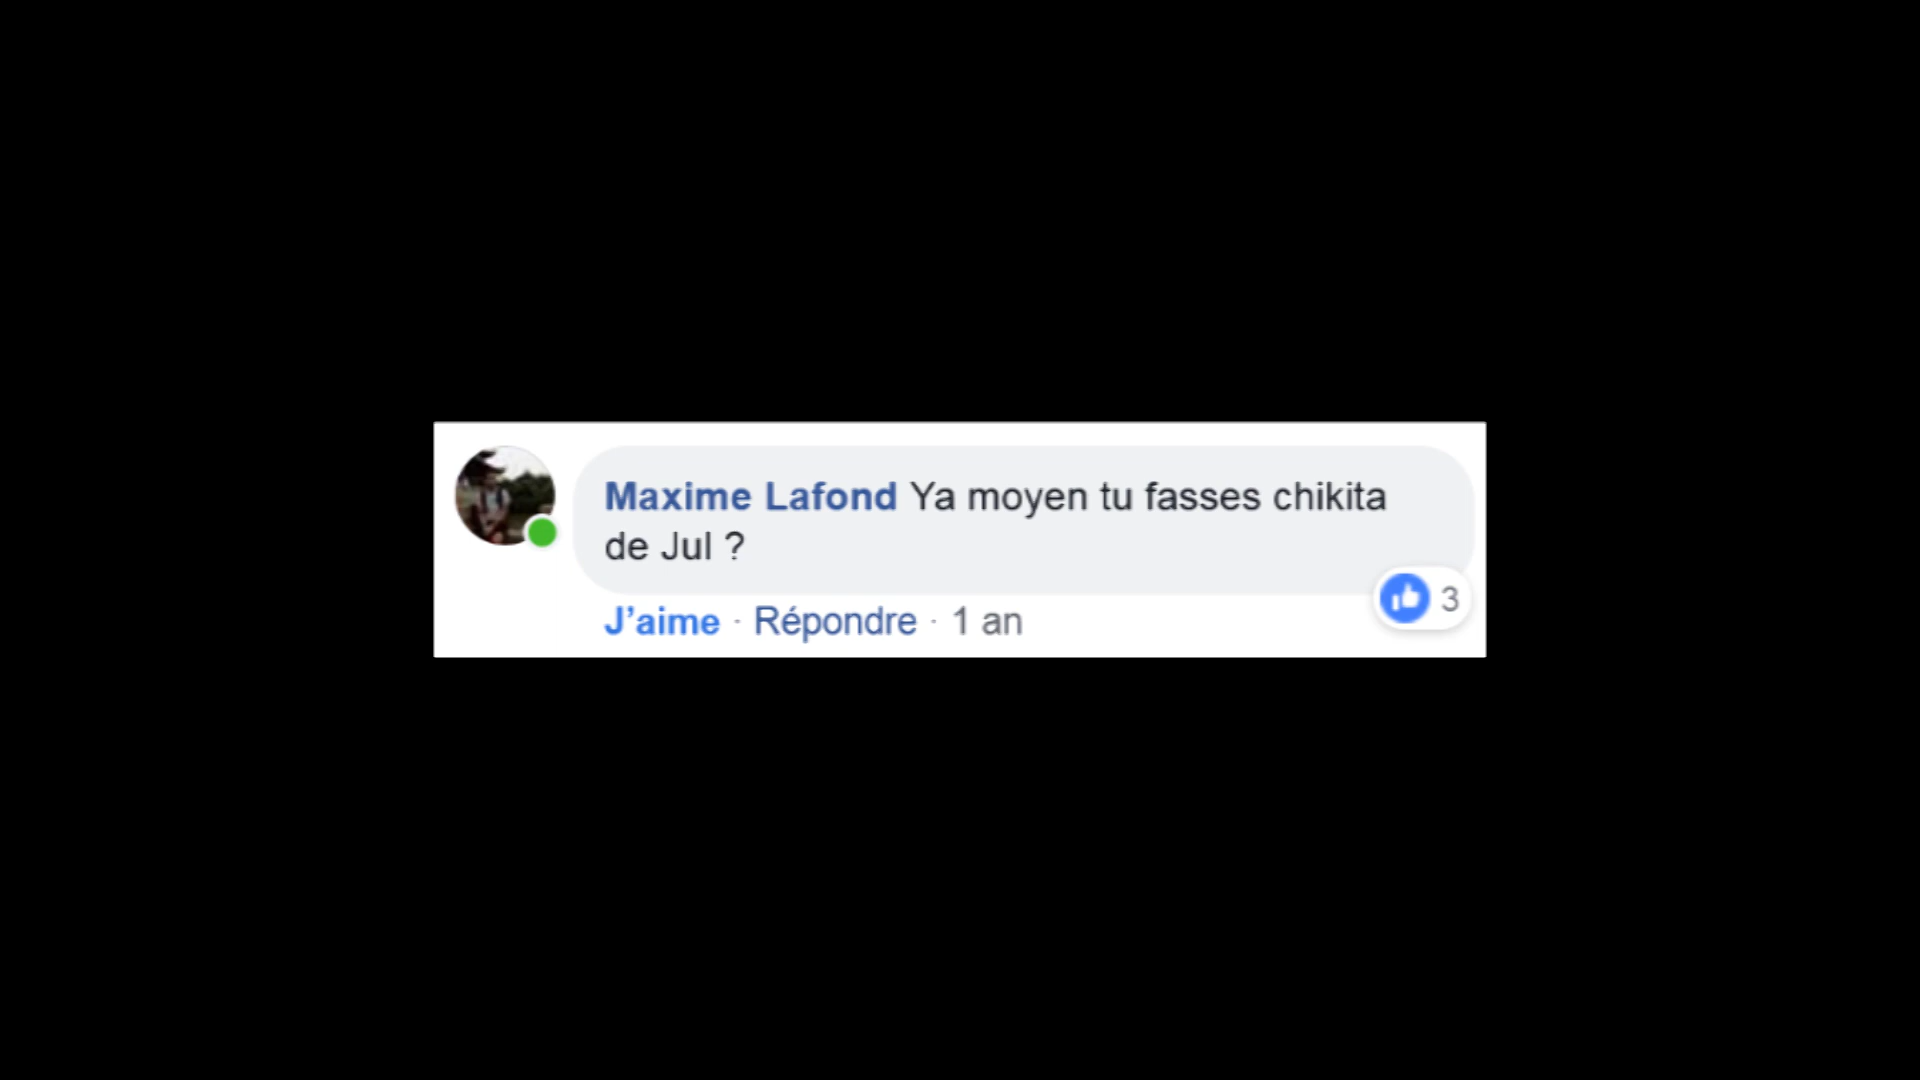 Maxime Lafond Ya moyen tu fasses chikita
de Jul ?
3
J’aime · Répondre · 1 an